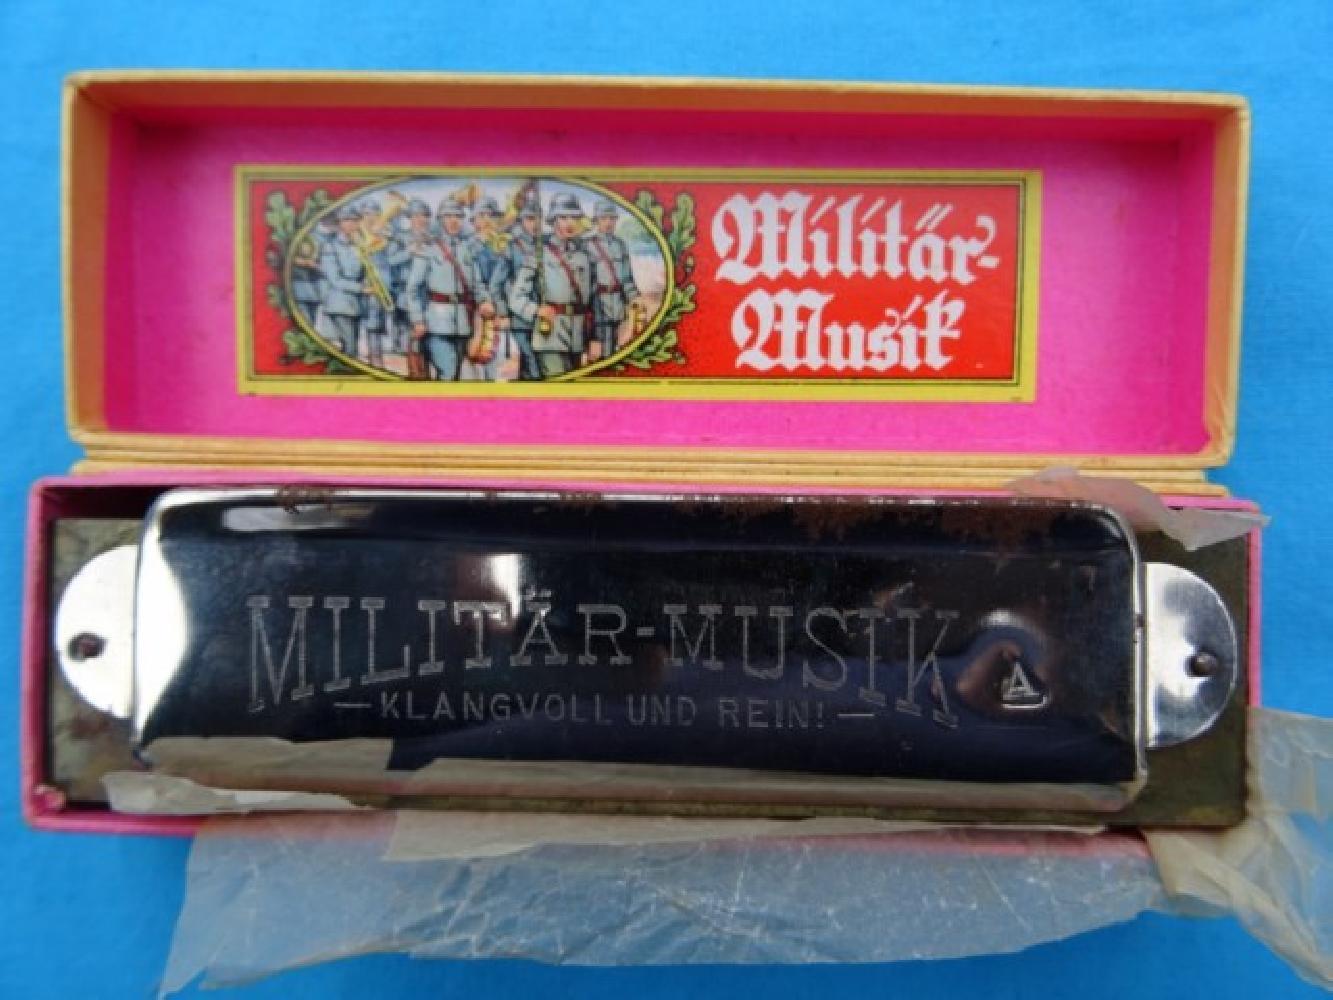 Militär-
Musik
MILITÄR-MUSIK
A
—KLANGVOLL UND REIN!—